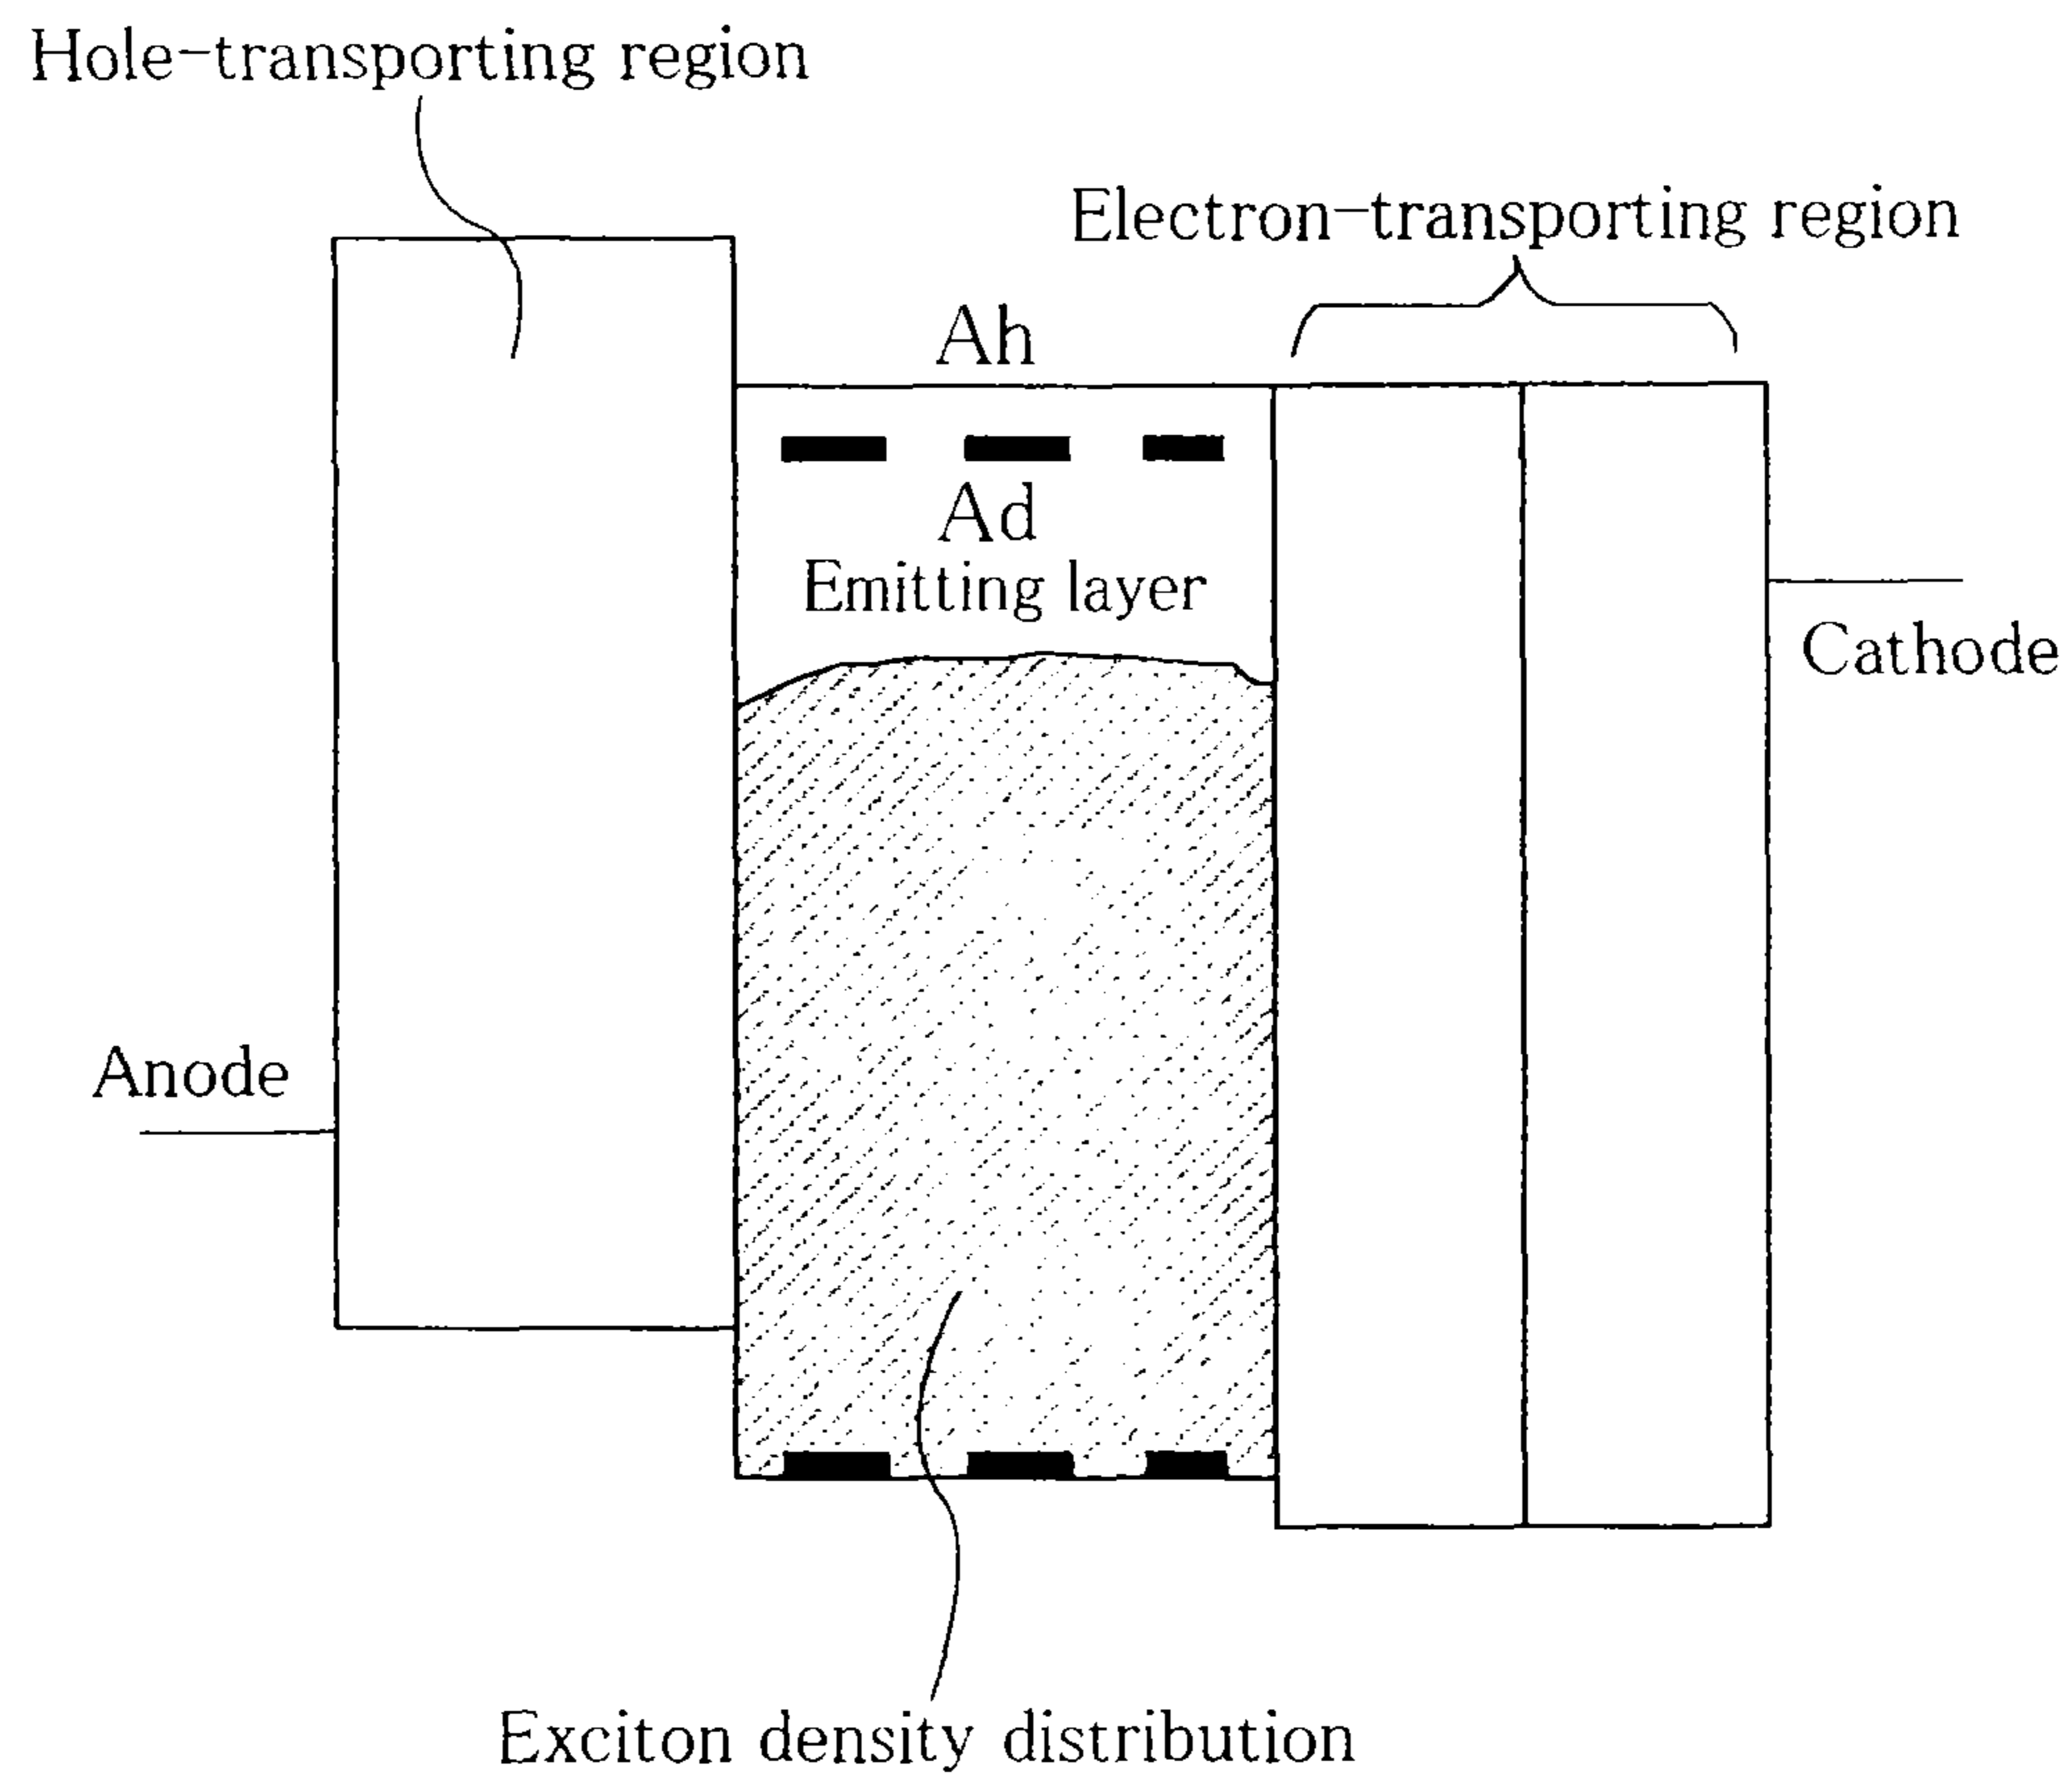 Hole-transporting region
Electron-transporting region
Ah
Ad
Emitting layer
Cathode
Anode
Exciton density distribution